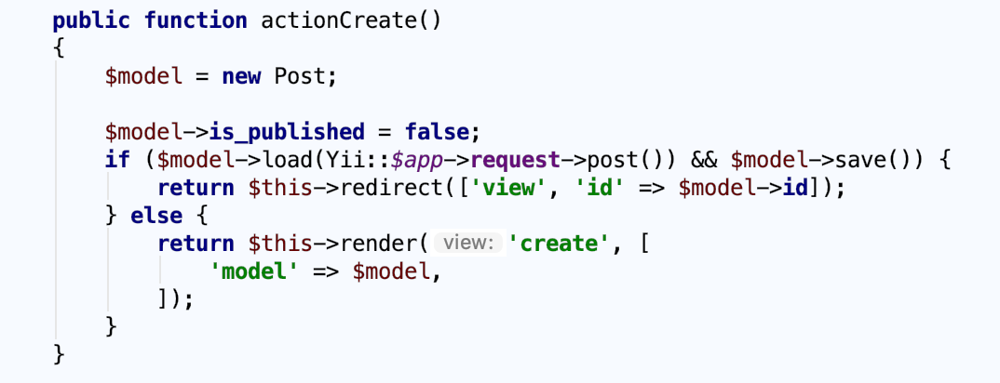 public function actionCreate()
{
    $model = new Post;

    $model->is_published = false;
    if ($model->load(Yii::$app->request->post()) && $model->save()) {
        return $this->redirect(['view', 'id' => $model->id]);
    } else {
        return $this->render( view: 'create', [
            'model' => $model,
        ]);
    }
}